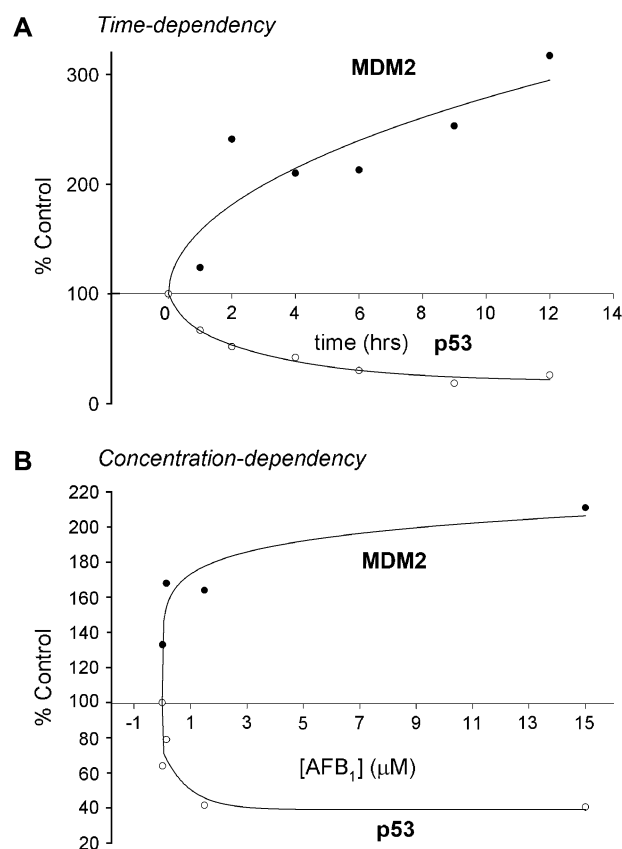 A Time-dependency
MDM2
300
200
100
0
% Control
0 2 4 6 8 10 12 14
time (hrs) p53
B Concentration-dependency
220
200
180
160
140
120
100
80
60
40
20
% Control
MDM2
-1 1 3 5 7 9 11 13 15
[AFB₁] (μM)
p53